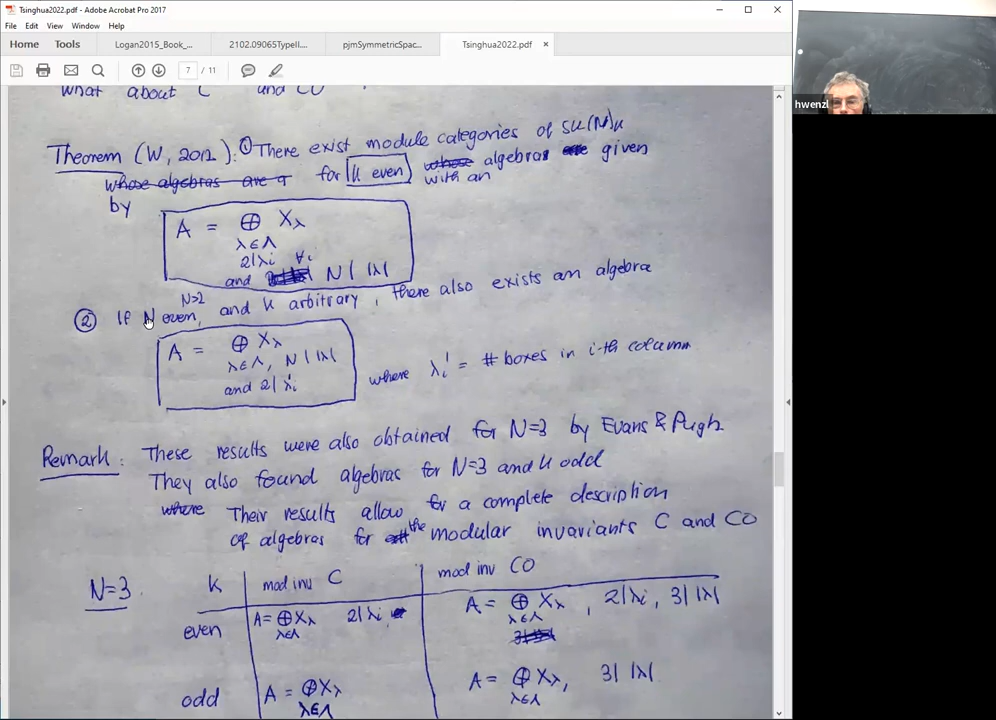 Tsinghua2022.pdf - Adobe Acrobat Pro 2017
File Edit View Window Help
Home Tools Logan2015_Book_... 2102.09065TypeII.... pjmSymmetricSpac... Tsinghua2022.pdf ×
7 / 11
hwenzl
what about C and CO
Theorem (W, 2012): ① There exist module categories of SU(N)k
whose algebras are for k even whose algebras are given
with an
by
A = ⊕ Xλ
λ∈Λ
2|λi ∀i
and N | |λ|
N>2
② If N even, and k arbitrary, there also exists an algebra
A = ⊕ Xλ
λ∈Λ, N | |λ|
and 2| λ'i
where λ'i = # boxes in i-th column
Remark: These results were also obtained for N=3 by Evans & Pugh.
They also found algebras for N=3 and k odd
where Their results allow for a complete description
of algebras for the modular invariants C and CO
N=3 k mod inv C mod inv CO
even A = ⊕ Xλ 2|λi A = ⊕ Xλ , 2|λi, 3| |λ|
λ∈Λ λ∈Λ
odd A = ⊕ Xλ A = ⊕ Xλ, 3| |λ|
λ∈Λ λ∈Λ